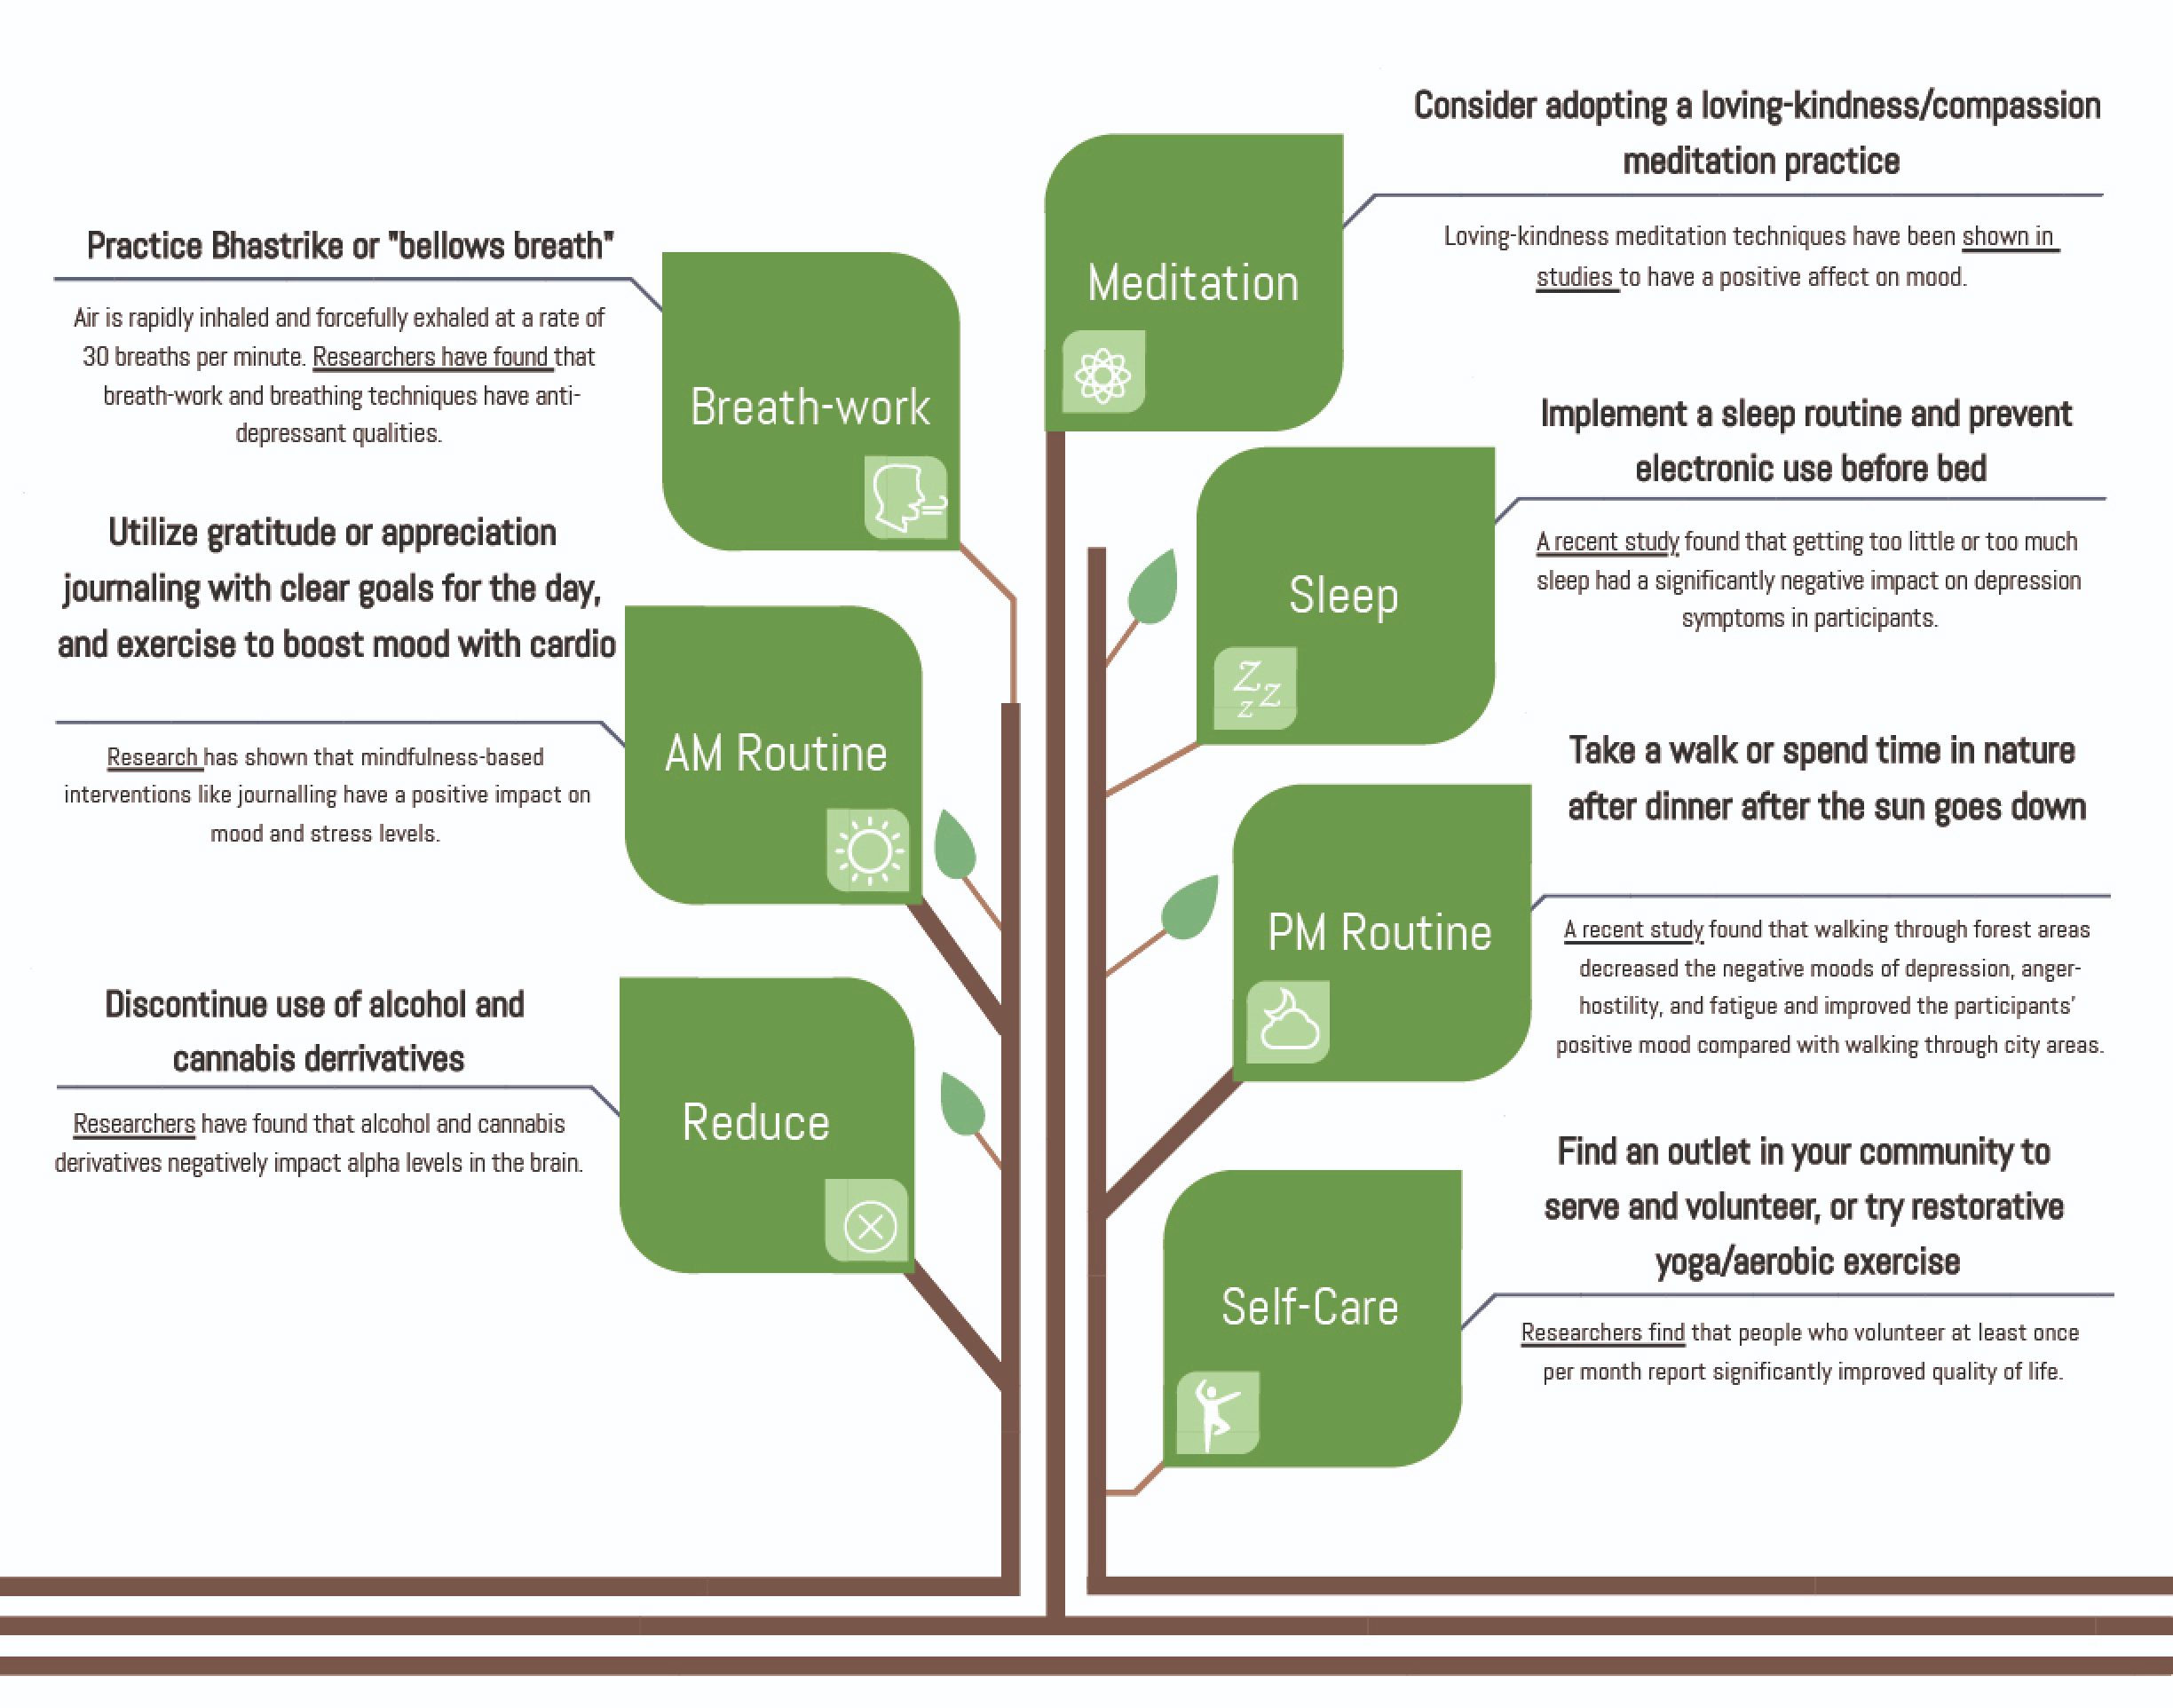 Consider adopting a loving-kindness/compassion
meditation practice
Loving-kindness meditation techniques have been shown in
studies to have a positive affect on mood.
Meditation
Practice Bhastrike or "bellows breath"
Air is rapidly inhaled and forcefully exhaled at a rate of
30 breaths per minute. Researchers have found that
breath-work and breathing techniques have anti-
depressant qualities.
Breath-work
Implement a sleep routine and prevent
electronic use before bed
A recent study found that getting too little or too much
sleep had a significantly negative impact on depression
symptoms in participants.
Sleep
Z
z
z
Utilize gratitude or appreciation
journaling with clear goals for the day,
and exercise to boost mood with cardio
Research has shown that mindfulness-based
interventions like journalling have a positive impact on
mood and stress levels.
AM Routine
Take a walk or spend time in nature
after dinner after the sun goes down
A recent study found that walking through forest areas
decreased the negative moods of depression, anger-
hostility, and fatigue and improved the participants'
positive mood compared with walking through city areas.
PM Routine
Discontinue use of alcohol and
cannabis derrivatives
Researchers have found that alcohol and cannabis
derivatives negatively impact alpha levels in the brain.
Reduce
Find an outlet in your community to
serve and volunteer, or try restorative
yoga/aerobic exercise
Researchers find that people who volunteer at least once
per month report significantly improved quality of life.
Self-Care